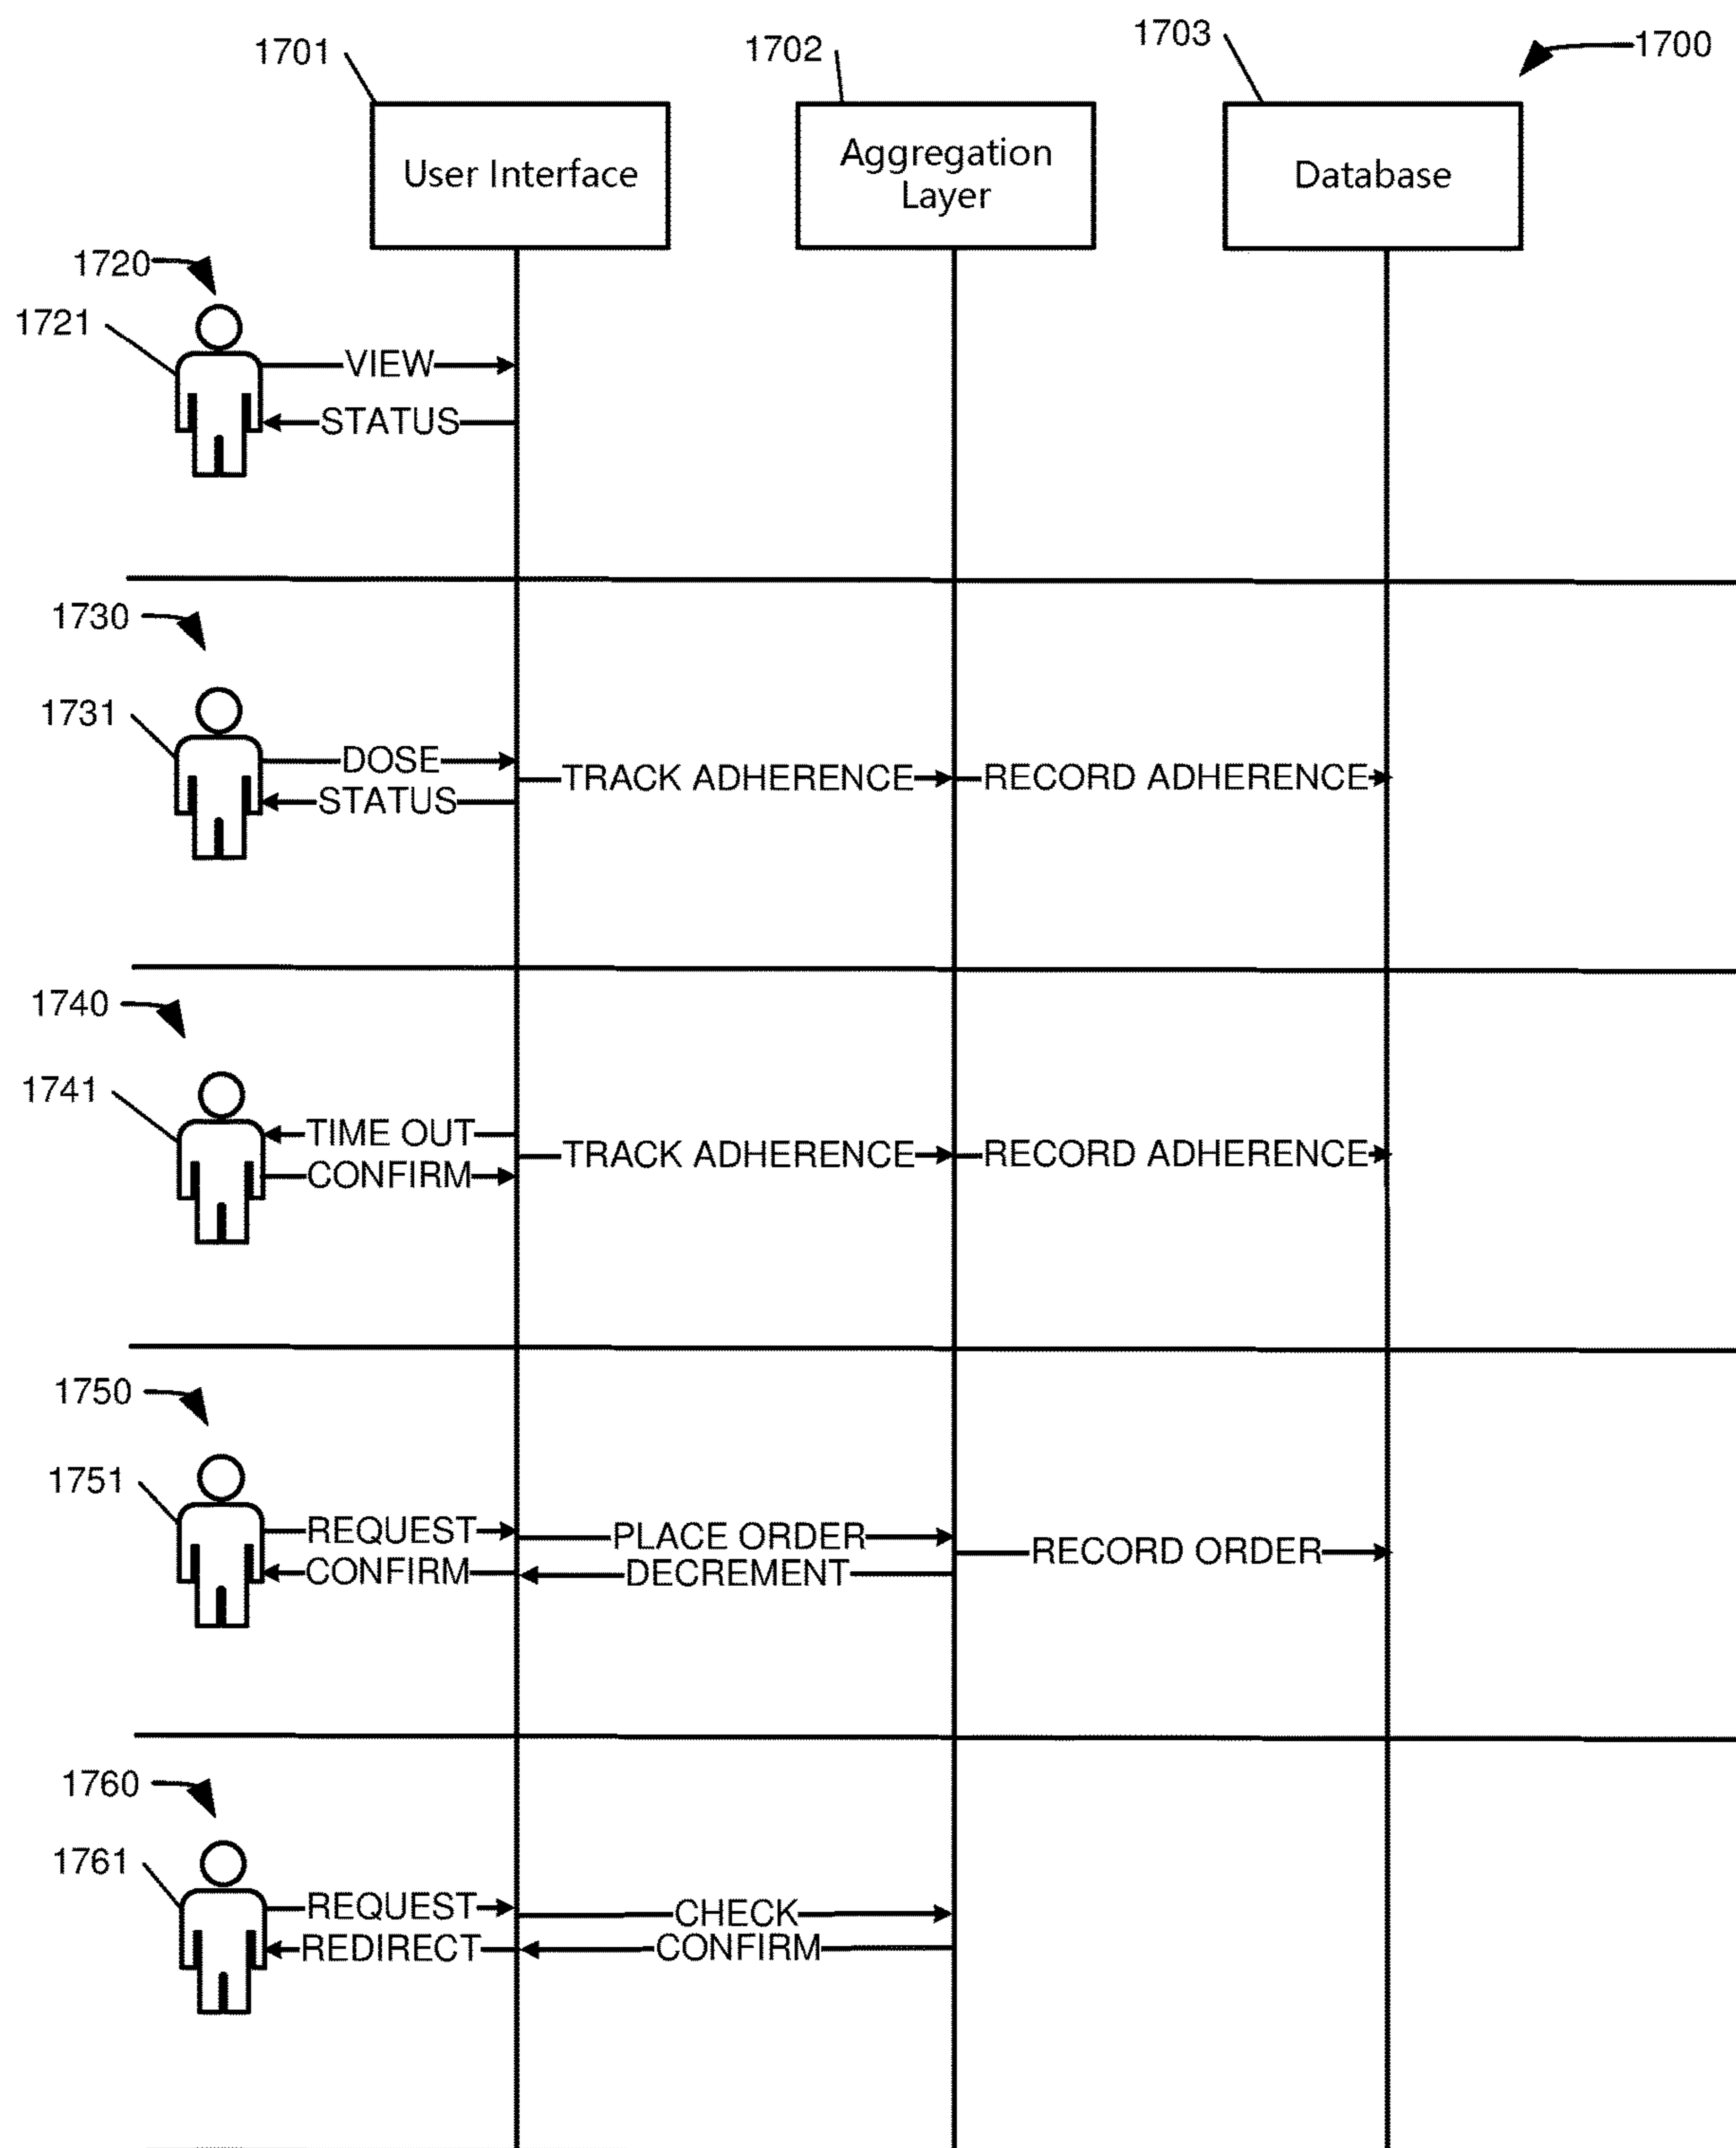 1701
1702
1703
1700
User Interface
Aggregation
Layer
Database
1720
1721
VIEW
STATUS
1730
1731
DOSE
TRACK ADHERENCE
RECORD ADHERENCE
STATUS
1740
1741
TIME OUT
TRACK ADHERENCE
RECORD ADHERENCE
CONFIRM
1750
1751
REQUEST
PLACE ORDER
RECORD ORDER
CONFIRM
DECREMENT
1760
1761
REQUEST
CHECK
REDIRECT
CONFIRM